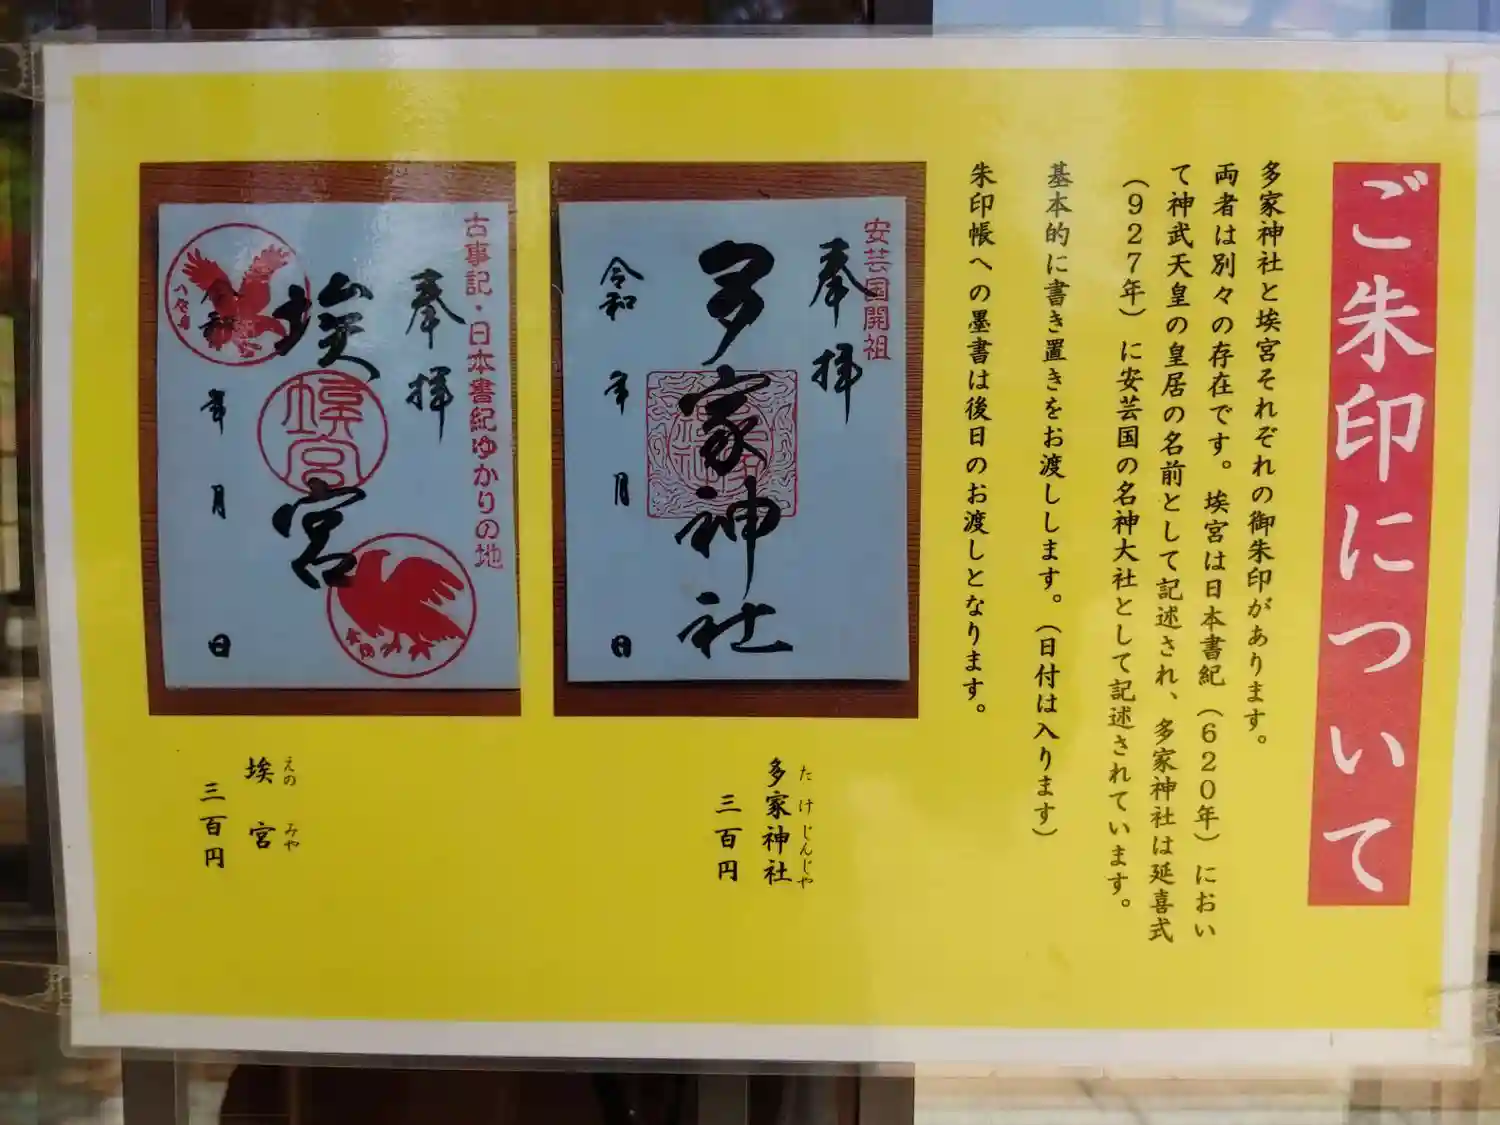 ご朱印について
多家神社と埃宮それぞれの御朱印があります。
両者は別々の存在です。埃宮は日本書紀(620年)におい
て神武天皇の皇居の名前として記述され、多家神社は延喜式
(927年)に安芸国の名神大社として記述されています。
基本的に書き置きをお渡しします。(日付は入ります)
朱印帳への墨書は後日のお渡しとなります。
安芸国開祖
奉拝
多家神社
令和 年 月 日
たけじんじゃ
多家神社
三百円
古事記・日本書紀ゆかりの地
奉拝
埃宮
埃宮
令和 年 月 日
えのみや
埃宮
三百円